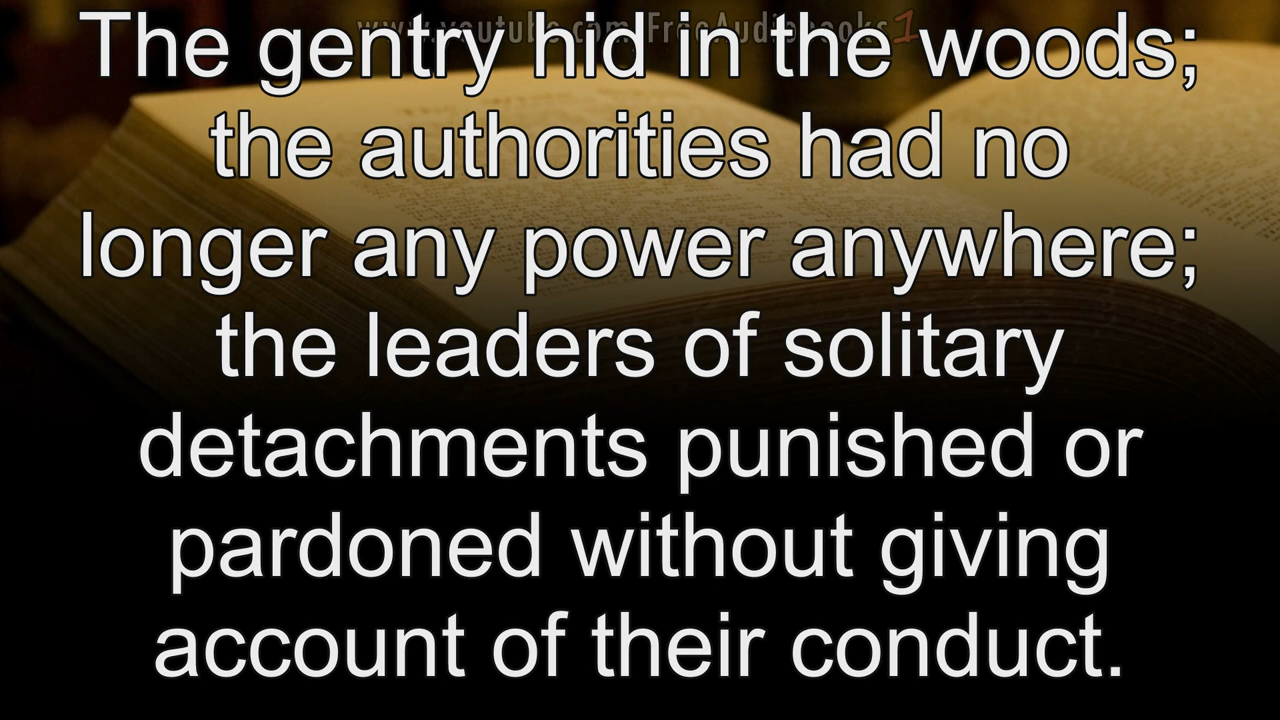 www.youtube.com/FreeAudiobooks1
The gentry hid in the woods;
the authorities had no
longer any power anywhere;
the leaders of solitary
detachments punished or
pardoned without giving
account of their conduct.